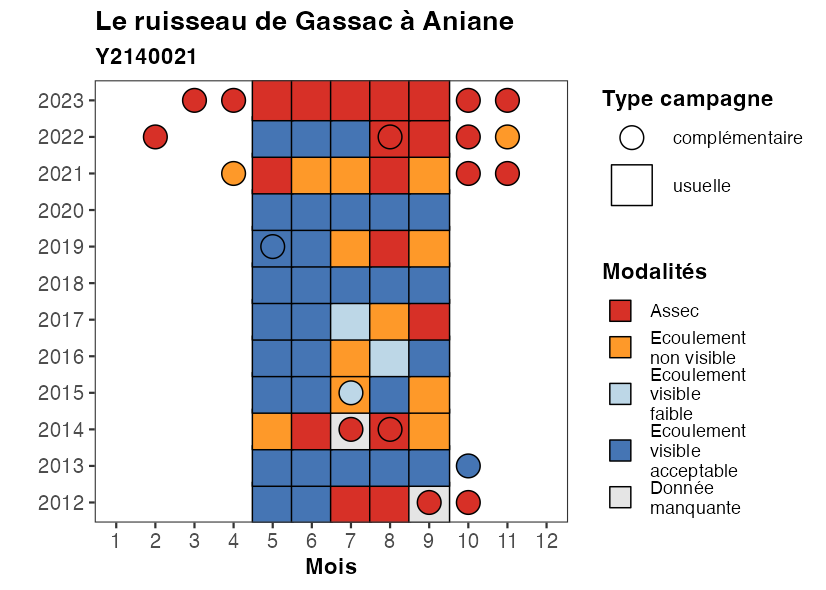 Le ruisseau de Gassac à Aniane
Y2140021
2023
2022
2021
2020
2019
2018
2017
2016
2015
2014
2013
2012
1 2 3 4 5 6 7 8 9 10 11 12
Mois
Type campagne
complémentaire
usuelle
Modalités
Assec
Ecoulement
non visible
Ecoulement
visible
faible
Ecoulement
visible
acceptable
Donnée
manquante